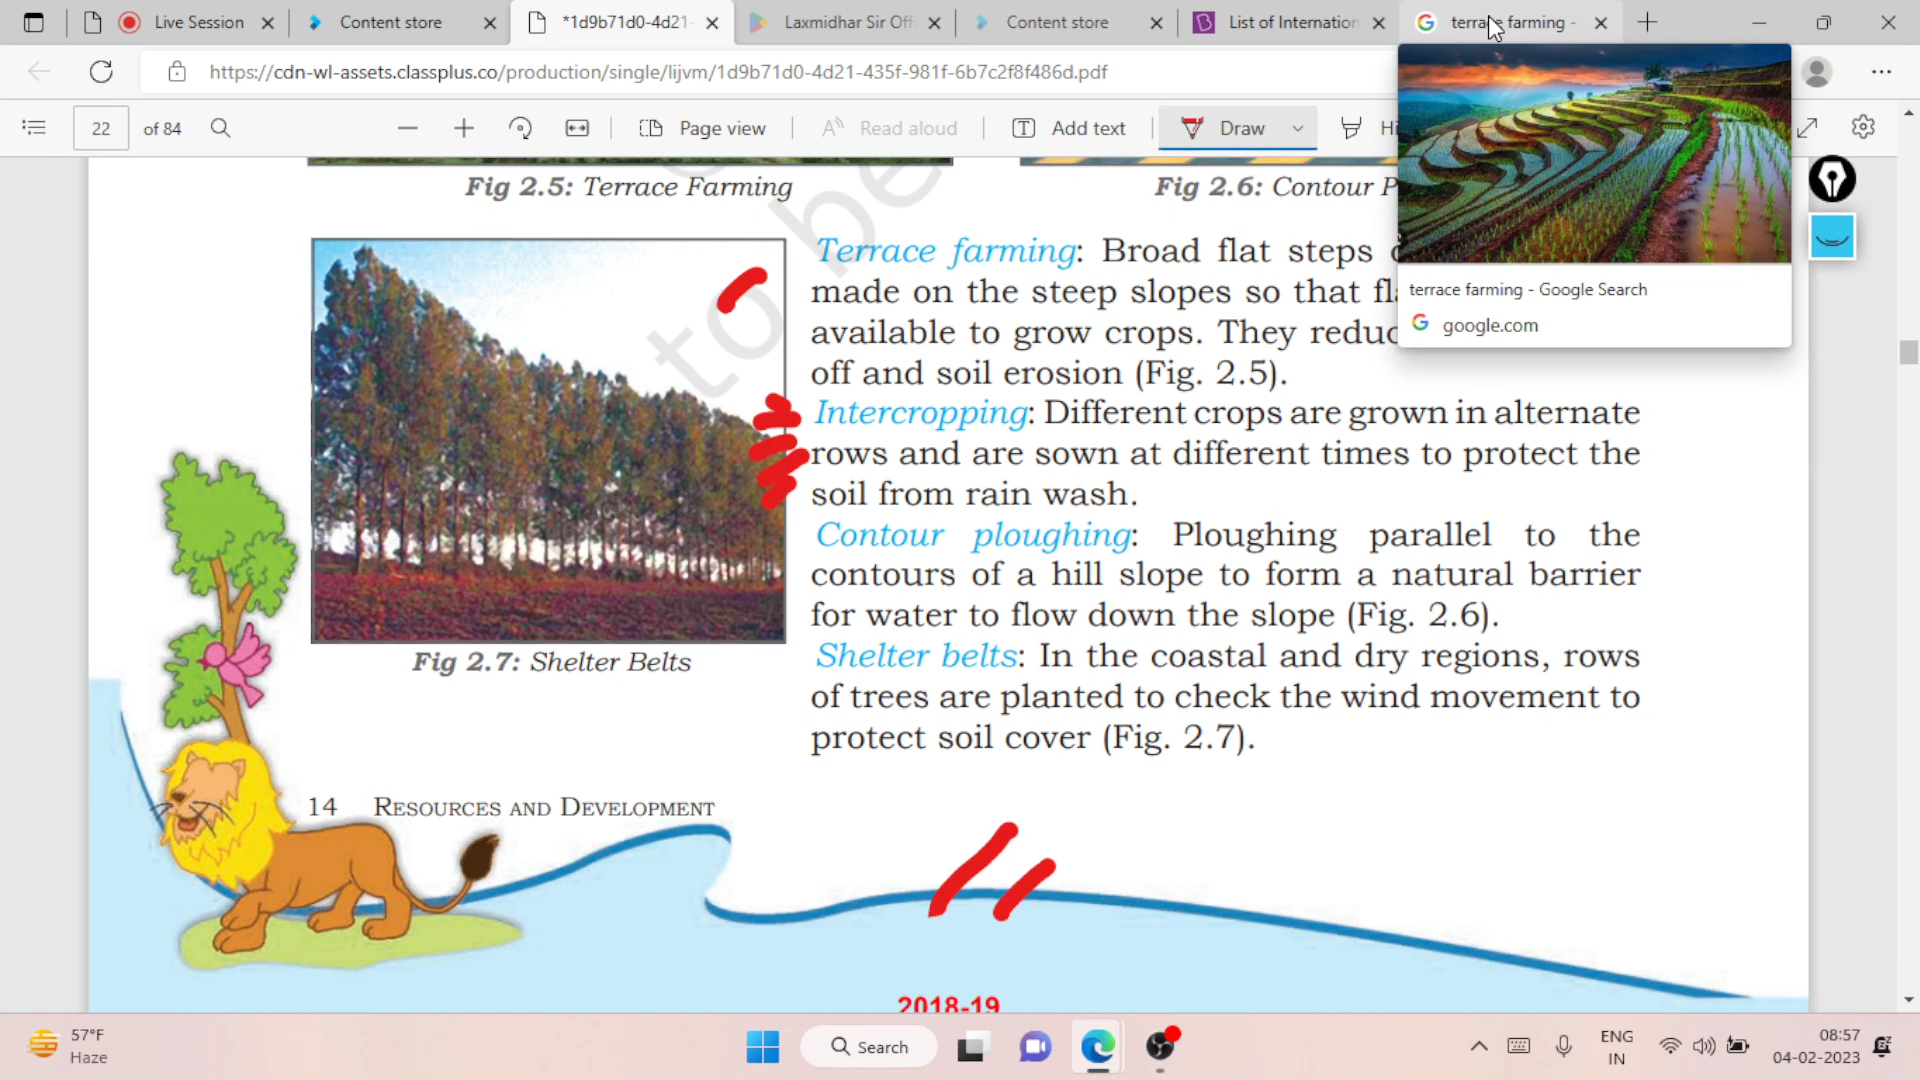 Live Session
Content store
*1d9b71d0-4d21-
Laxmidhar Sir Off
Content store
List of Internation
terrace farming -
https://cdn-wl-assets.classplus.co/production/single/lijvm/1d9b71d0-4d21-435f-981f-6b7c2f8f486d.pdf
22 of 84
Page view
Read aloud
Add text
Draw
terrace farming - Google Search
google.com
to be
Fig 2.5: Terrace Farming
Fig 2.6: Contour P
Terrace farming: Broad flat steps
made on the steep slopes so that
available to grow crops. They
off and soil erosion (Fig. 2.5).
Intercropping: Different crops are grown in alternate
rows and are sown at different times to protect the
soil from rain wash.
Contour ploughing: Ploughing parallel to the
contours of a hill slope to form a natural barrier
for water to flow down the slope (Fig. 2.6).
Shelter belts: In the coastal and dry regions, rows
of trees are planted to check the wind movement to
protect soil cover (Fig. 2.7).
Fig 2.7: Shelter Belts
14 RESOURCES AND DEVELOPMENT
2018-19
57°F
Haze
Search
ENG
IN
08:57
04-02-2023